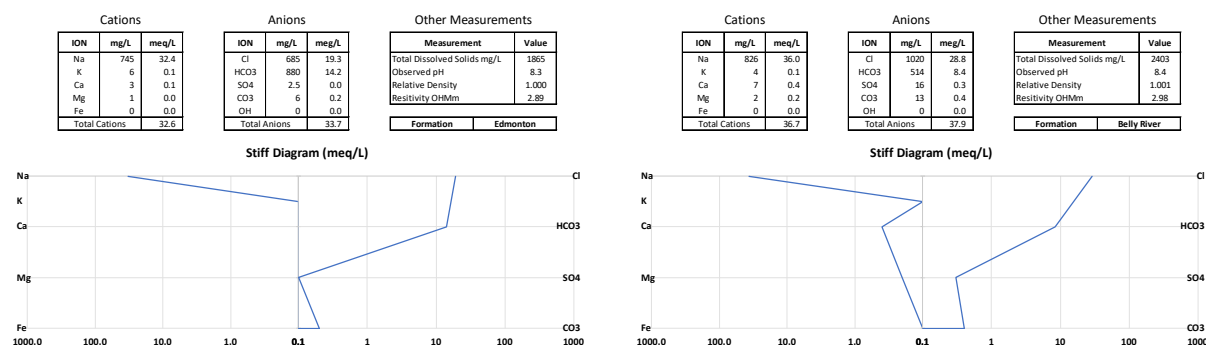 Cations Anions Other Measurements
ION mg/L meq/L ION mg/L meg/L Measurement Value
Na 745 32.4 Cl 685 19.3 Total Dissolved Solids mg/L 1865
K 6 0.1 HCO3 880 14.2 Observed pH 8.3
Ca 3 0.1 SO4 2.5 0.0 Relative Density 1.000
Mg 1 0.0 CO3 6 0.2 Resitivity OHMm 2.89
Fe 0 0.0 OH 0 0.0
Total Cations 32.6 Total Anions 33.7 Formation Edmonton
Stiff Diagram (meq/L)
Na Cl
K
Ca HCO3
Mg SO4
Fe CO3
1000.0 100.0 10.0 1.0 0.1 1 10 100 1000
Cations Anions Other Measurements
ION mg/L meq/L ION mg/L meg/L Measurement Value
Na 826 36.0 Cl 1020 28.8 Total Dissolved Solids mg/L 2403
K 4 0.1 HCO3 514 8.4 Observed pH 8.4
Ca 7 0.4 SO4 16 0.3 Relative Density 1.001
Mg 2 0.2 CO3 13 0.4 Resitivity OHMm 2.98
Fe 0 0.0 OH 0 0.0
Total Cations 36.7 Total Anions 37.9 Formation Belly River
Stiff Diagram (meq/L)
Na Cl
K
Ca HCO3
Mg SO4
Fe CO3
1000.0 100.0 10.0 1.0 0.1 1 10 100 1000